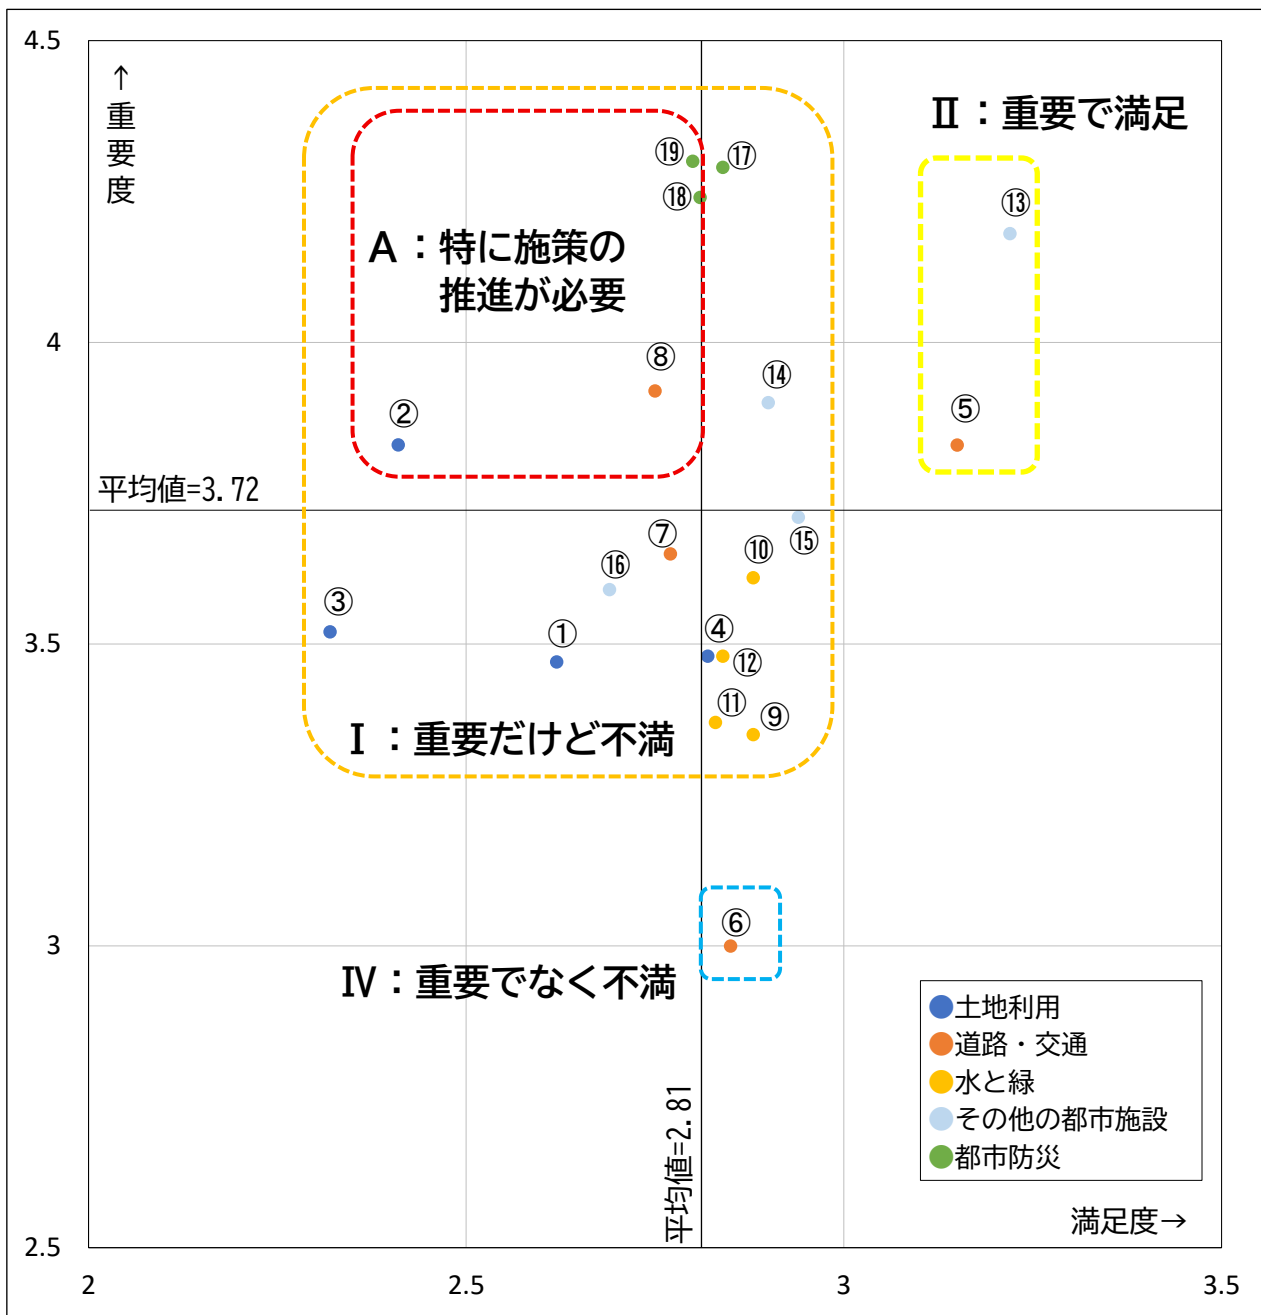 4.5
↑
重
要
度
Ⅱ：重要で満足
⑲
⑰
⑱
⑬
A：特に施策の
推進が必要
4
⑧
⑭
②
⑤
平均値=3.72
⑦
⑮
⑩
⑯
③
①
④
3.5
⑫
⑪
⑨
Ⅰ：重要だけど不満
⑥
3
Ⅳ：重要でなく不満
土地利用
道路・交通
水と緑
その他の都市施設
都市防災
平均値=2.81
満足度→
2.5
2
2.5
3
3.5